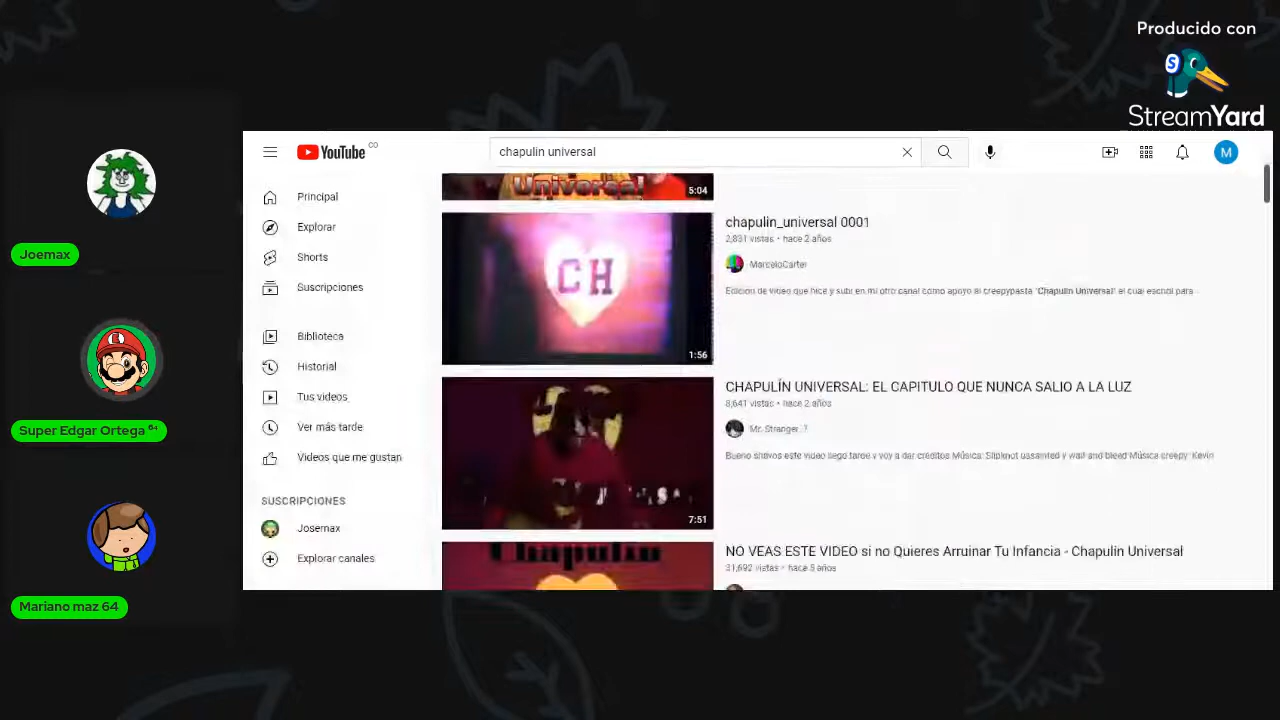 Producido con
S
StreamYard
YouTube CO
chapulin universal
M
Principal
Explorar
Shorts
Suscripciones
Biblioteca
Historial
Tus videos
Ver más tarde
Videos que me gustan
SUSCRIPCIONES
Josemax
Explorar canales
Universal
5:04
chapulin_universal 0001
2,831 vistas • hace 2 años
MarceloCarter
Edicion de video que hice y subi en mi otro canal como apoyo al creepypasta "Chapulin Universal" el cual escribi para
CH
1:56
CHAPULÍN UNIVERSAL: EL CAPITULO QUE NUNCA SALIO A LA LUZ
8,641 vistas • hace 2 años
Mr. Stranger ?
Bueno shavos este video llego tarde y voy a dar creditos Música: Slipknot
y wait and bleed Música creepy: Kevin
7:51
Chapulin
NO VEAS ESTE VIDEO si no Quieres Arruinar Tu Infancia - Chapulín Universal
31,692 vistas • hace 5 años
Joemax
Super Edgar Ortega ⁶⁴
Mariano maz 64